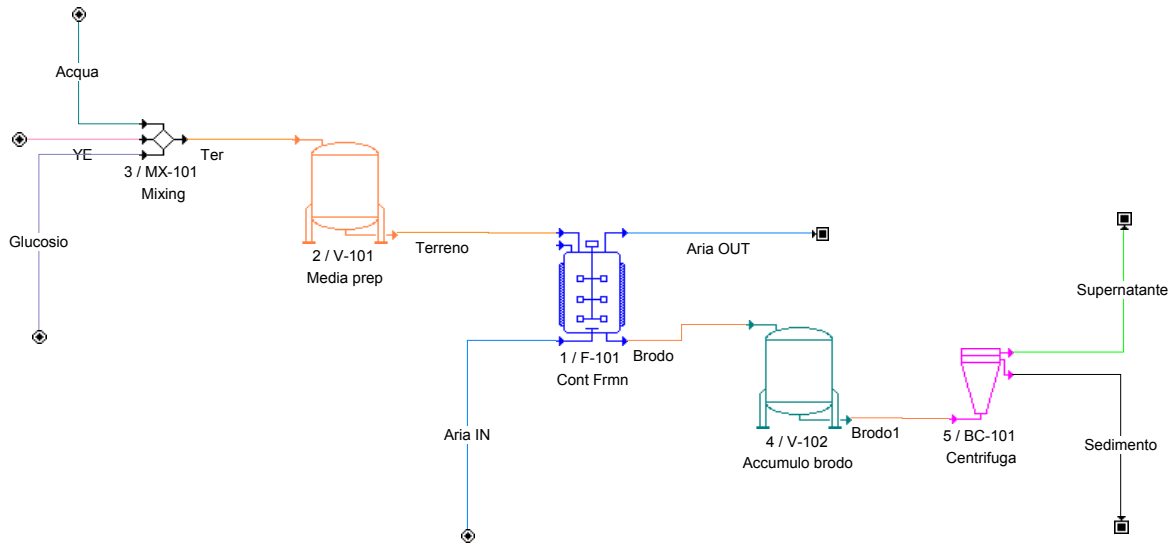 Acqua
YE
Ter
3 / MX-101
Mixing
Glucosio
2 / V-101
Media prep
Terreno
Aria OUT
1 / F-101
Cont Frmn
Brodo
Aria IN
4 / V-102
Accumulo brodo
Brodo1
5 / BC-101
Centrifuga
Supernatante
Sedimento